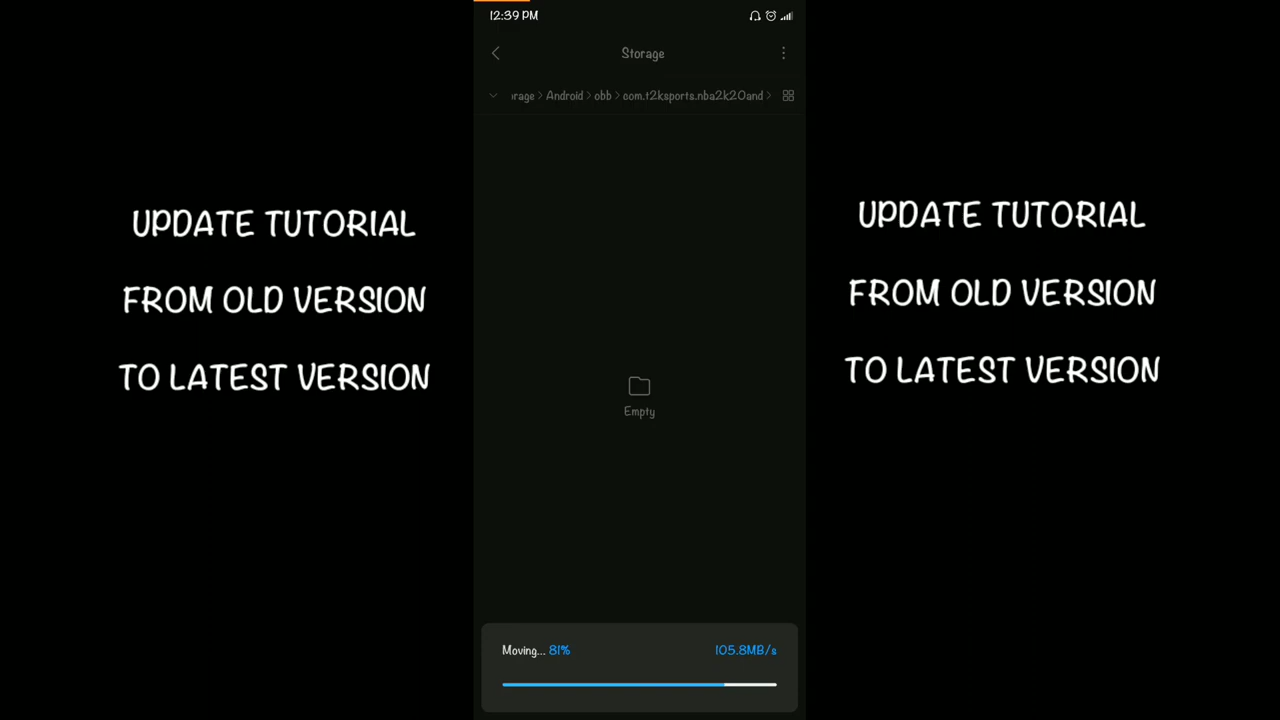 12:39 PM
Storage
orage > Android > obb > com.t2ksports.nba2k20and >
UPDATE TUTORIAL
FROM OLD VERSION
TO LATEST VERSION
UPDATE TUTORIAL
FROM OLD VERSION
TO LATEST VERSION
Empty
Moving... 81% 105.8MB/s